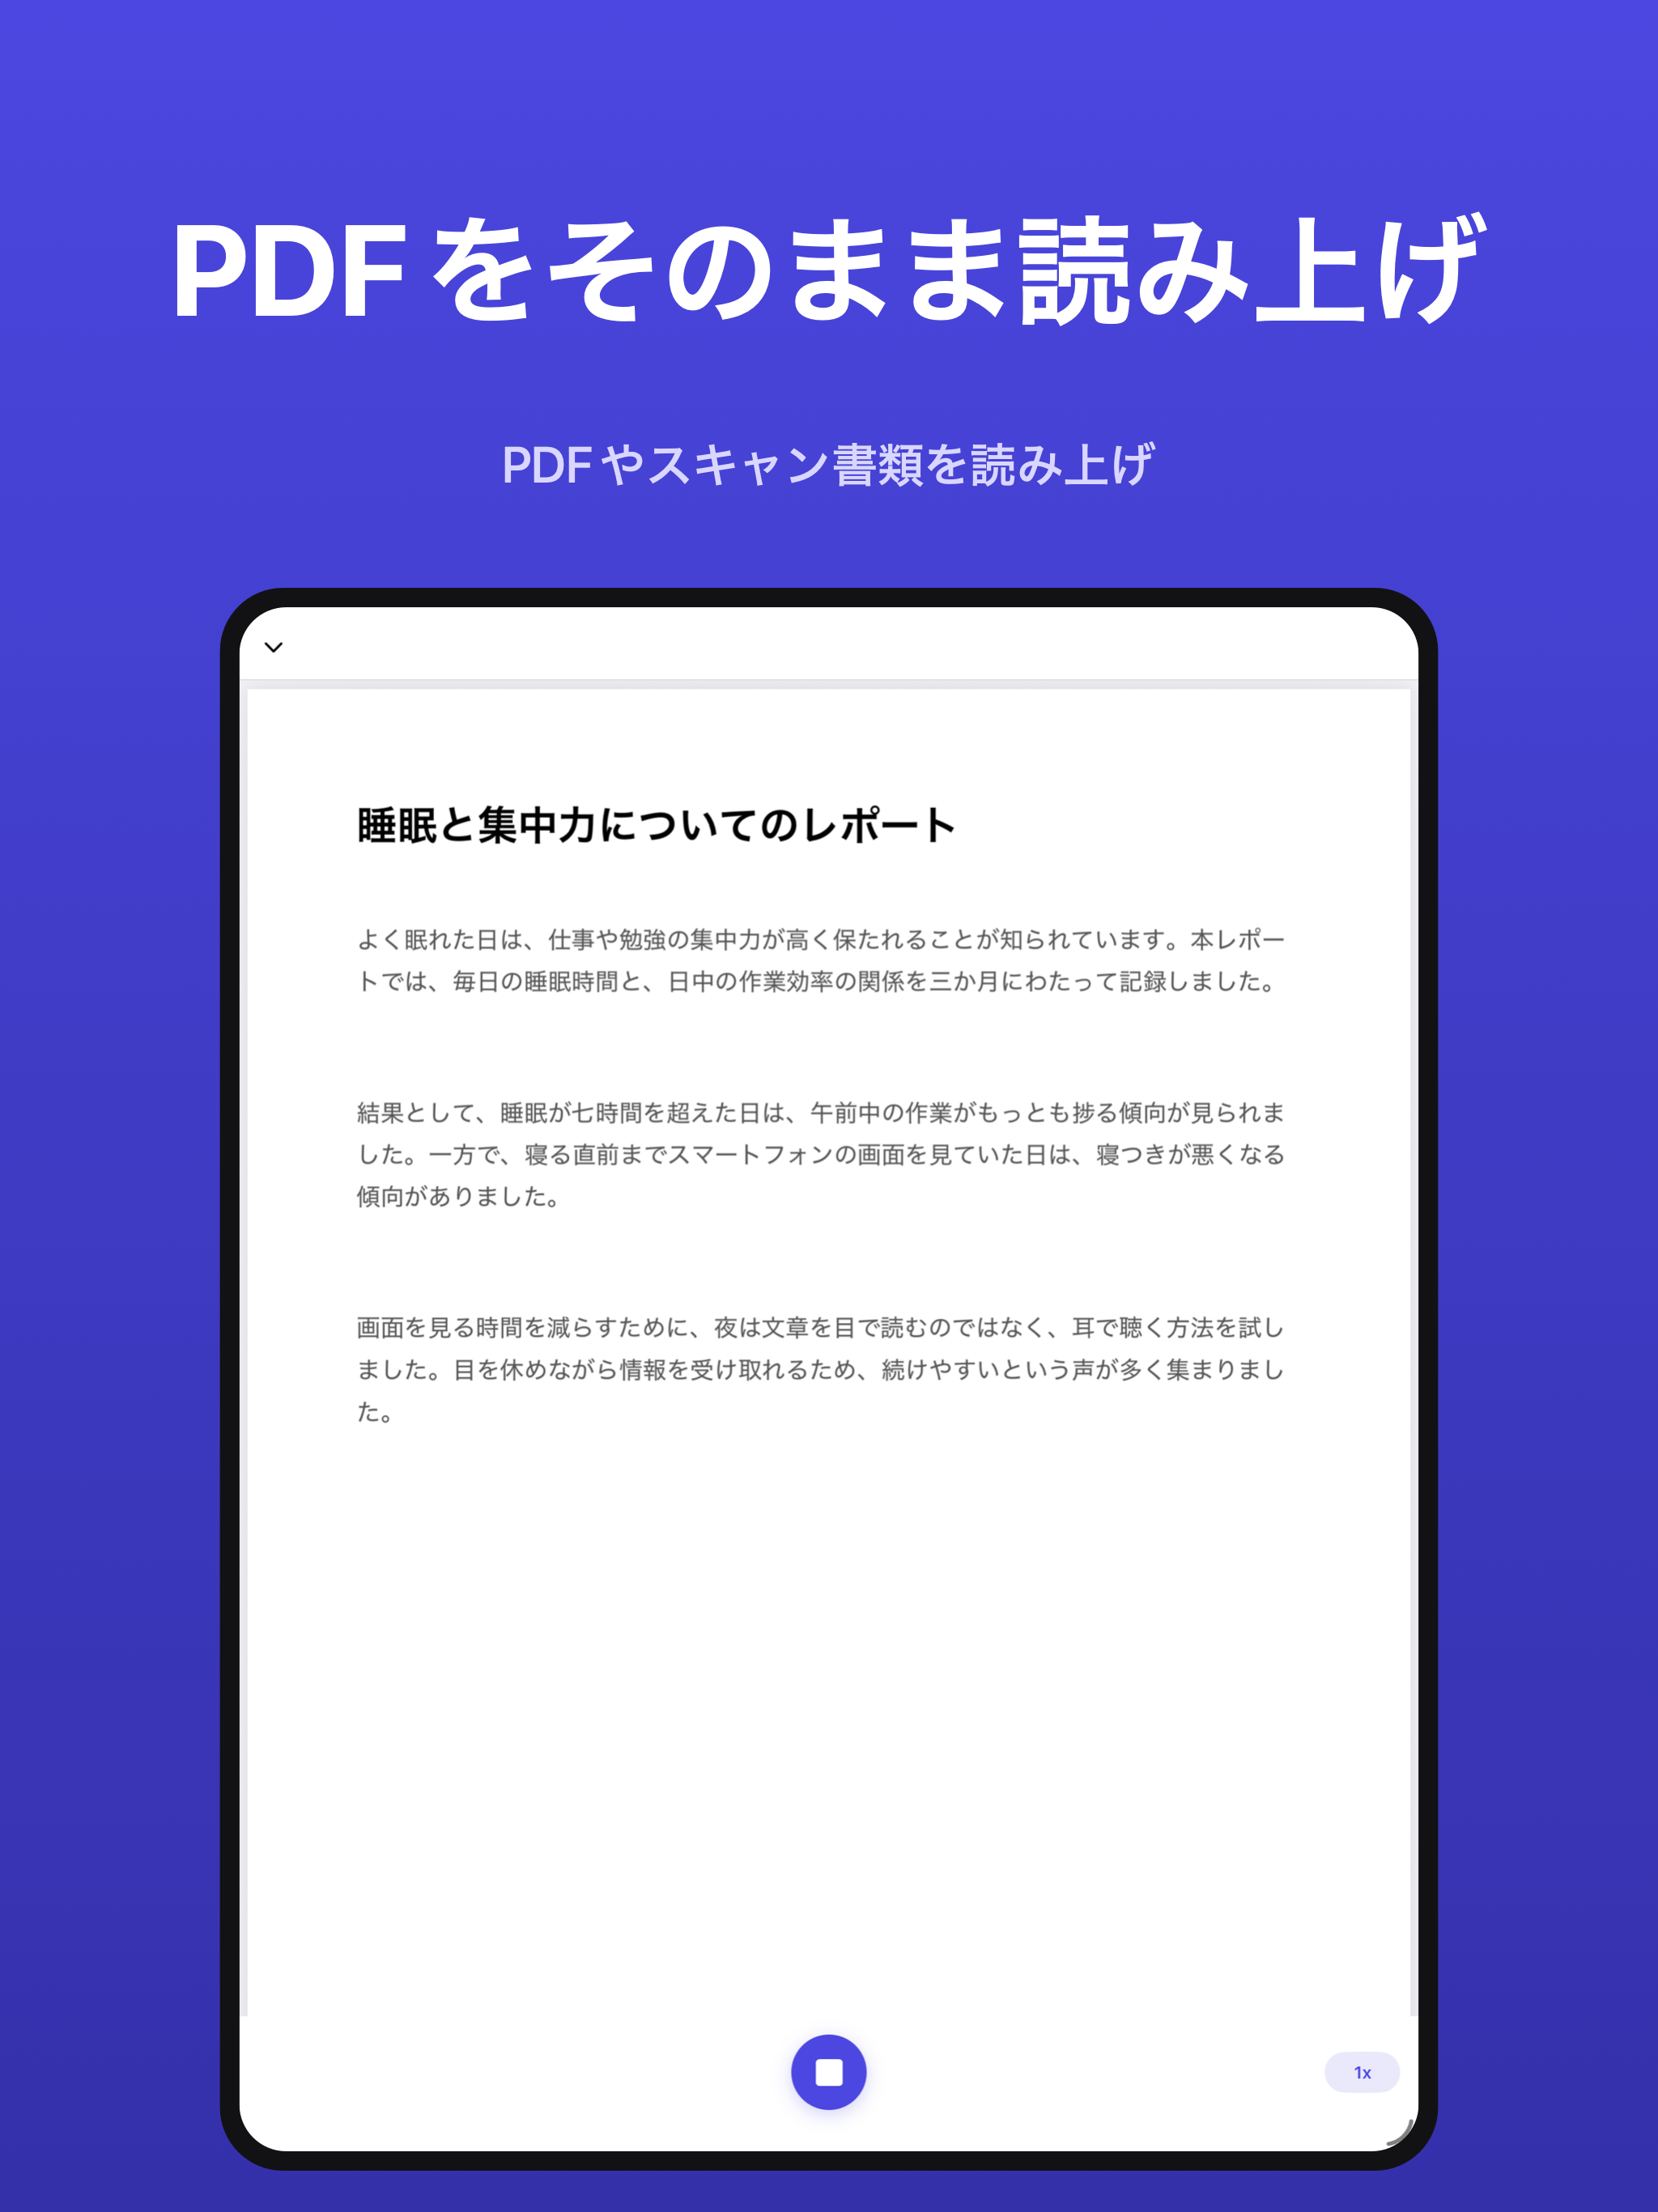 PDFをそのまま読み上げ
PDFやスキャン書類を読み上げ
睡眠と集中力についてのレポート
よく眠れた日は、仕事や勉強の集中力が高く保たれることが知られています。本レポー
トでは、毎日の睡眠時間と、日中の作業効率の関係を三か月にわたって記録しました。
結果として、睡眠が七時間を超えた日は、午前中の作業がもっとも捗る傾向が見られま
した。一方で、寝る直前までスマートフォンの画面を見ていた日は、寝つきが悪くなる
傾向がありました。
画面を見る時間を減らすために、夜は文章を目で読むのではなく、耳で聴く方法を試し
ました。目を休めながら情報を受け取れるため、続けやすいという声が多く集まりまし
た。
1x